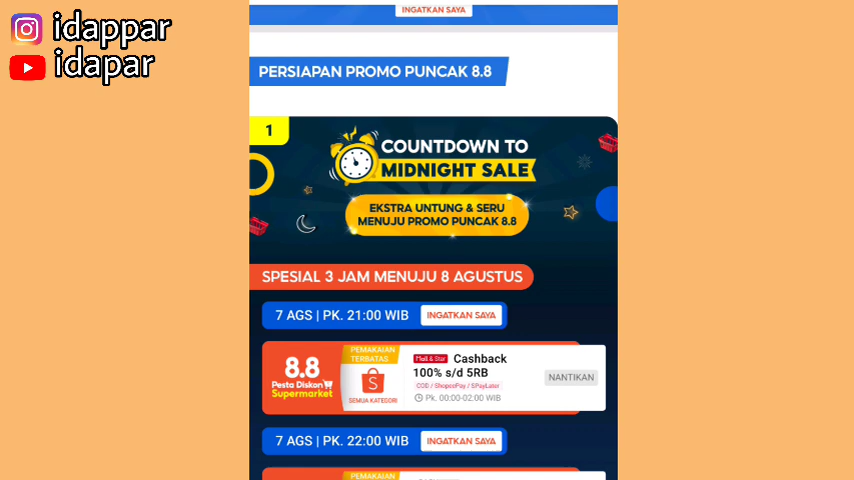 idappar
idapar
INGATKAN SAYA
PERSIAPAN PROMO PUNCAK 8.8
1
COUNTDOWN TO
MIDNIGHT SALE
EKSTRA UNTUNG & SERU
MENUJU PROMO PUNCAK 8.8
SPESIAL 3 JAM MENUJU 8 AGUSTUS
7 AGS | PK. 21:00 WIB
INGATKAN SAYA
8.8
Pesta Diskon
Supermarket
PEMAKAIAN
TERBATAS
S
SEMUA KATEGORI
Mall & Star Cashback
100% s/d 5RB
COD / ShopeePay / SPayLater
Pk. 00:00-02:00 WIB
NANTIKAN
7 AGS | PK. 22:00 WIB
INGATKAN SAYA
PEMAKAIAN